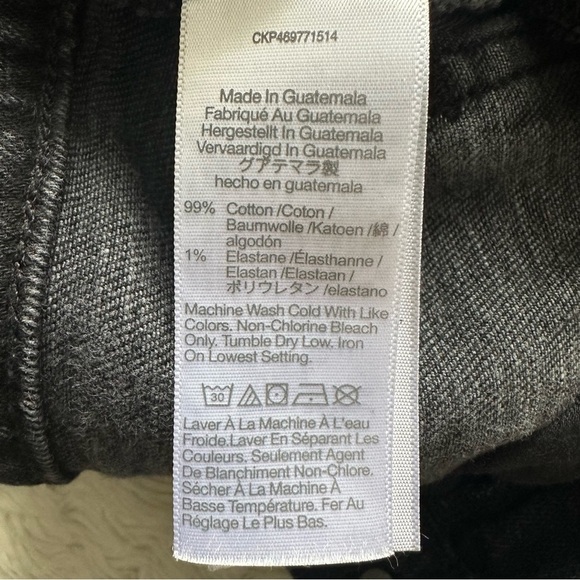 CKP469771514
Made In Guatemala
Fabriqué Au Guatemala
Hergestellt In Guatemala
Vervaardigd In Guatemala
グアテマラ製
hecho en guatemala
99% Cotton /Coton /
Baumwolle /Katoen /綿 /
algodón
1% Elastane /Élasthanne /
Elastan /Elastaan /
ポリウレタン /elastano
Machine Wash Cold With Like
Colors. Non-Chlorine Bleach
Only. Tumble Dry Low. Iron
On Lowest Setting.
30
Laver À La Machine À L'eau
Froide.Laver En Séparant Les
Couleurs. Seulement Agent
De Blanchiment Non-Chlore.
Sécher À La Machine À
Basse Température. Fer Au
Réglage Le Plus Bas.